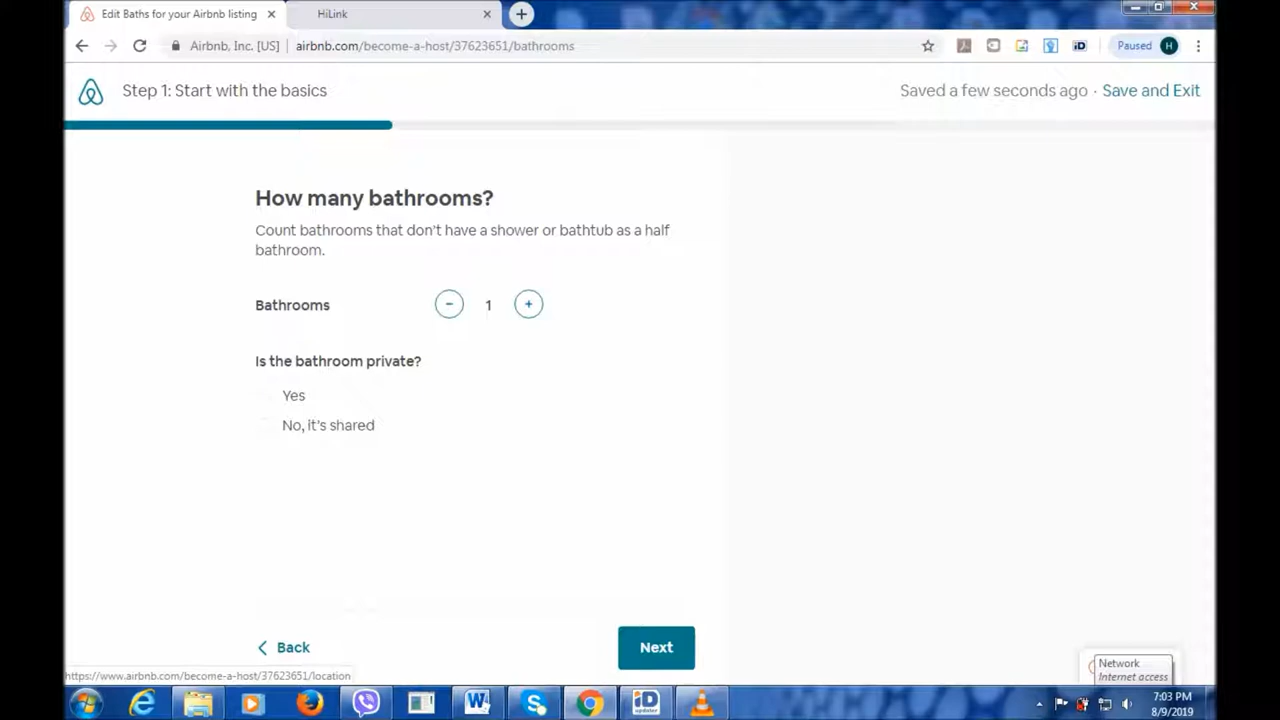 Edit Baths for your Airbnb listing
HiLink
Airbnb, Inc. [US] airbnb.com/become-a-host/37623651/bathrooms
iD
Paused H
Step 1: Start with the basics
Saved a few seconds ago · Save and Exit
How many bathrooms?
Count bathrooms that don't have a shower or bathtub as a half
bathroom.
Bathrooms - 1 +
Is the bathroom private?
Yes
No, it's shared
Back
Next
https://www.airbnb.com/become-a-host/37623651/location
Network
Internet access
iD
updater
7:03 PM
8/9/2019